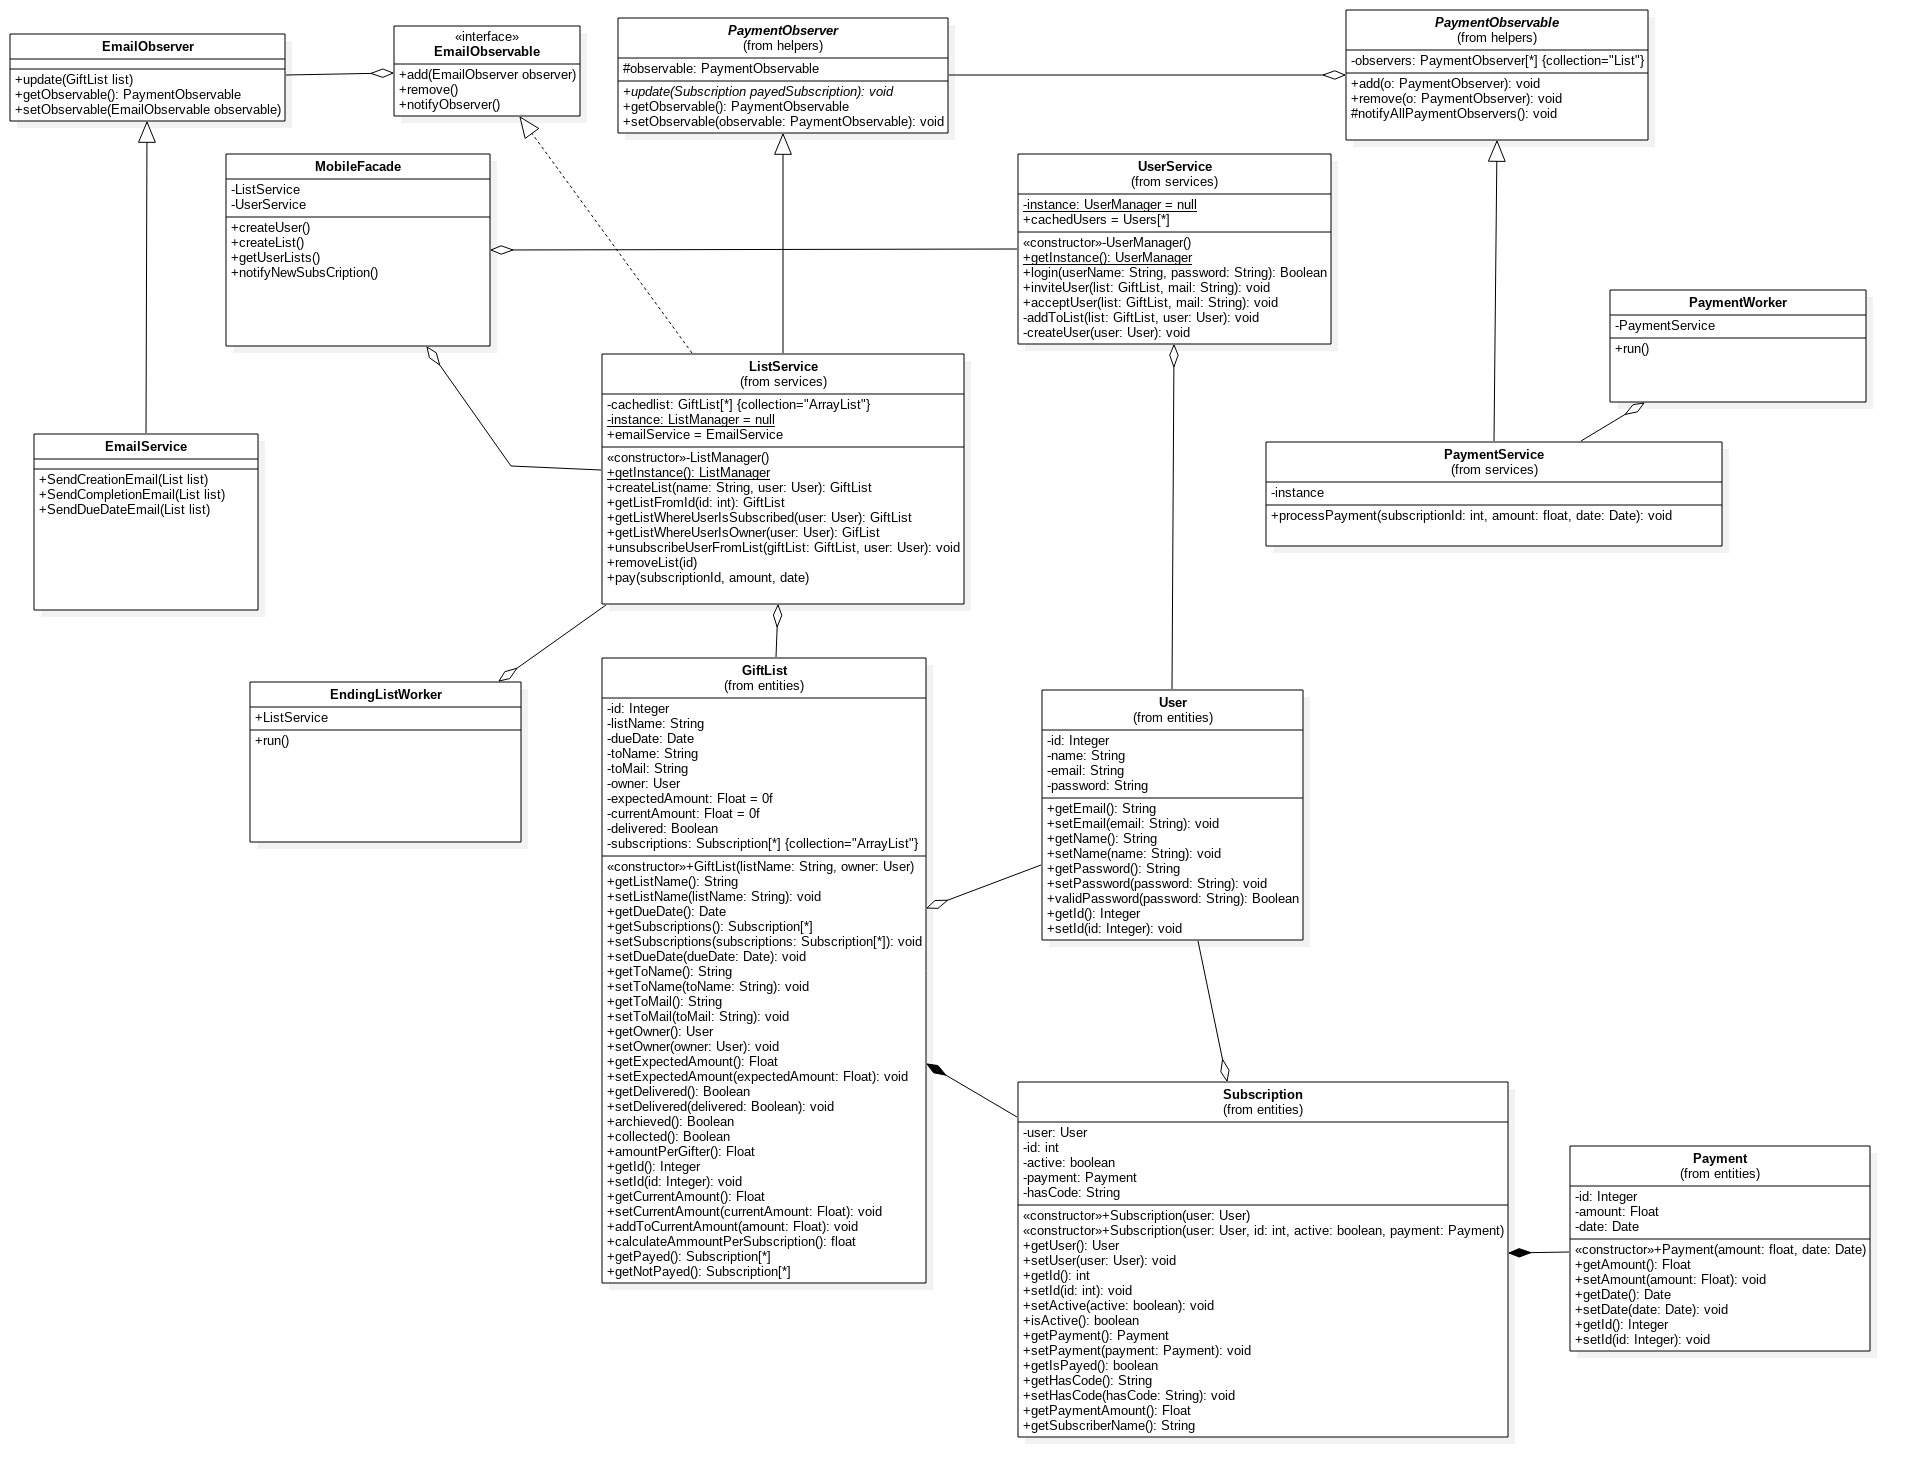 EmailObserver
+update(GiftList list)
+getObservable(): PaymentObservable
+setObservable(EmailObservable observable)
«interface»
EmailObservable
+add(EmailObserver observer)
+remove()
+notifyObserver()
PaymentObserver
(from helpers)
#observable: PaymentObservable
+update(Subscription payedSubscription): void
+getObservable(): PaymentObservable
+setObservable(observable: PaymentObservable): void
PaymentObservable
(from helpers)
-observers: PaymentObserver[*] {collection="List"}
+add(o: PaymentObserver): void
+remove(o: PaymentObserver): void
#notifyAllPaymentObservers(): void
MobileFacade
-ListService
-UserService
+createUser()
+createList()
+getUserLists()
+notifyNewSubsCription()
UserService
(from services)
-instance: UserManager = null
+cachedUsers = Users[*]
«constructor»-UserManager()
+getInstance(): UserManager
+login(userName: String, password: String): Boolean
+inviteUser(list: GiftList, mail: String): void
+acceptUser(list: GiftList, mail: String): void
-addToList(list: GiftList, user: User): void
-createUser(user: User): void
PaymentWorker
-PaymentService
+run()
ListService
(from services)
-cachedlist: GiftList[*] {collection="ArrayList"}
-instance: ListManager = null
+emailService = EmailService
«constructor»-ListManager()
+getInstance(): ListManager
+createList(name: String, user: User): GiftList
+getListFromId(id: int): GiftList
+getListWhereUserIsSubscribed(user: User): GiftList
+getListWhereUserIsOwner(user: User): GifList
+unsubscribeUserFromList(giftList: GiftList, user: User): void
+removeList(id)
+pay(subscriptionId, amount, date)
EmailService
+SendCreationEmail(List list)
+SendCompletionEmail(List list)
+SendDueDateEmail(List list)
PaymentService
(from services)
-instance
+processPayment(subscriptionId: int, amount: float, date: Date): void
EndingListWorker
+ListService
+run()
GiftList
(from entities)
-id: Integer
-listName: String
-dueDate: Date
-toName: String
-toMail: String
-owner: User
-expectedAmount: Float = 0f
-currentAmount: Float = 0f
-delivered: Boolean
-subscriptions: Subscription[*] {collection="ArrayList"}
«constructor»+GiftList(listName: String, owner: User)
+getListName(): String
+setListName(listName: String): void
+getDueDate(): Date
+getSubscriptions(): Subscription[*]
+setSubscriptions(subscriptions: Subscription[*]): void
+setDueDate(dueDate: Date): void
+getToName(): String
+setToName(toName: String): void
+getToMail(): String
+setToMail(toMail: String): void
+getOwner(): User
+setOwner(owner: User): void
+getExpectedAmount(): Float
+setExpectedAmount(expectedAmount: Float): void
+getDelivered(): Boolean
+setDelivered(delivered: Boolean): void
+archieved(): Boolean
+collected(): Boolean
+amountPerGifter(): Float
+getId(): Integer
+setId(id: Integer): void
+getCurrentAmount(): Float
+setCurrentAmount(currentAmount: Float): void
+addToCurrentAmount(amount: Float): void
+calculateAmmountPerSubscription(): float
+getPayed(): Subscription[*]
+getNotPayed(): Subscription[*]
User
(from entities)
-id: Integer
-name: String
-email: String
-password: String
+getEmail(): String
+setEmail(email: String): void
+getName(): String
+setName(name: String): void
+getPassword(): String
+setPassword(password: String): void
+validPassword(password: String): Boolean
+getId(): Integer
+setId(id: Integer): void
Subscription
(from entities)
-user: User
-id: int
-active: boolean
-payment: Payment
-hasCode: String
«constructor»+Subscription(user: User)
«constructor»+Subscription(user: User, id: int, active: boolean, payment: Payment)
+getUser(): User
+setUser(user: User): void
+getId(): int
+setId(id: int): void
+setActive(active: boolean): void
+isActive(): boolean
+getPayment(): Payment
+setPayment(payment: Payment): void
+getIsPayed(): boolean
+getHasCode(): String
+setHasCode(hasCode: String): void
+getPaymentAmount(): Float
+getSubscriberName(): String
Payment
(from entities)
-id: Integer
-amount: Float
-date: Date
«constructor»+Payment(amount: float, date: Date)
+getAmount(): Float
+setAmount(amount: Float): void
+getDate(): Date
+setDate(date: Date): void
+getId(): Integer
+setId(id: Integer): void